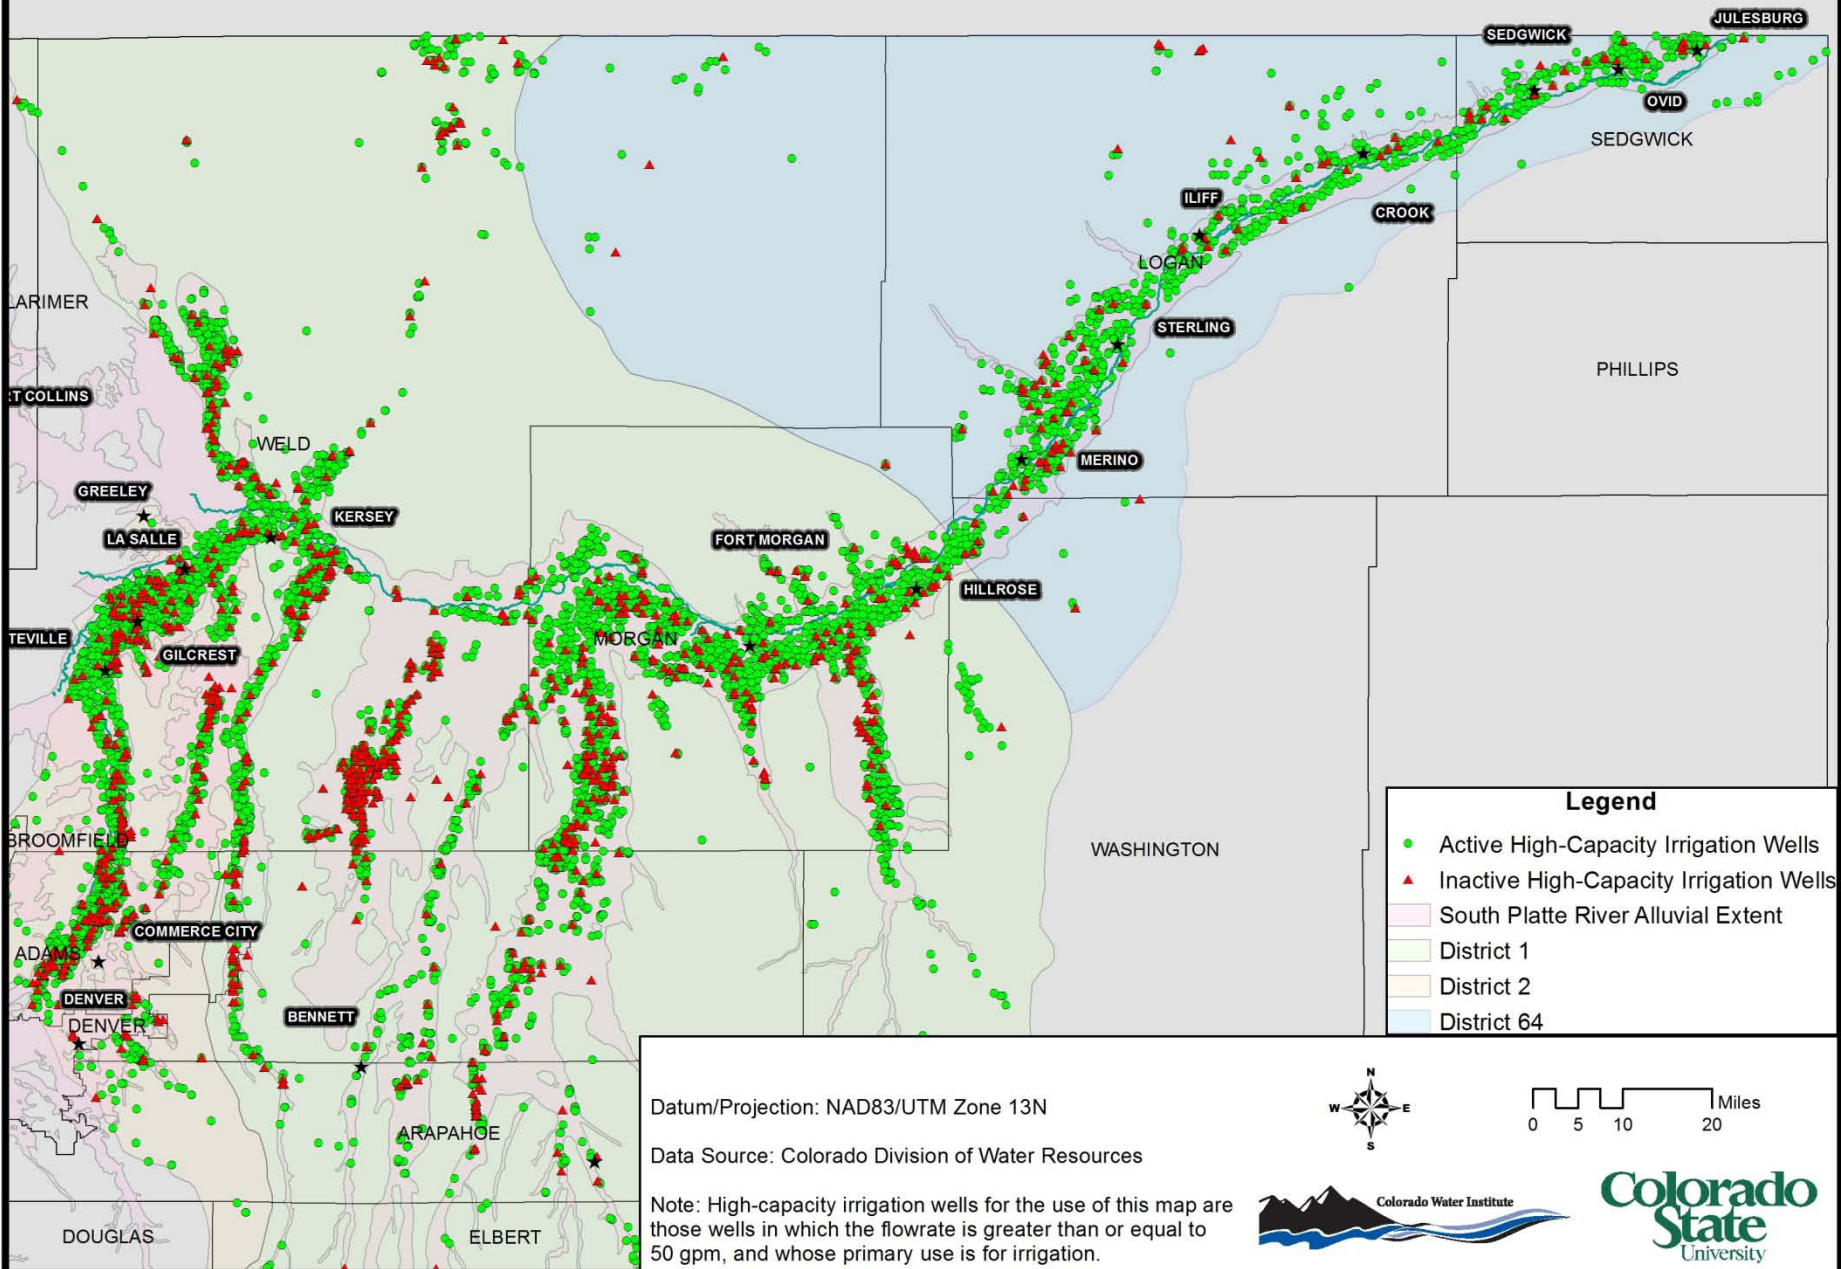 JULESBURG
SEDGWICK
OVID
SEDGWICK
ILIFF
CROOK
LOGAN
ARIMER
STERLING
PHILLIPS
RT COLLINS
WELD
MERINO
GREELEY
KERSEY
LA SALLE
FORT MORGAN
HILLROSE
TEVILLE
MORGAN
GILCREST
BROOMFIELD
WASHINGTON
COMMERCE CITY
ADAMS
DENVER
BENNETT
DENVER
ARAPAHOE
DOUGLAS
ELBERT
Legend
Active High-Capacity Irrigation Wells
Inactive High-Capacity Irrigation Wells
South Platte River Alluvial Extent
District 1
District 2
District 64
Datum/Projection: NAD83/UTM Zone 13N
Data Source: Colorado Division of Water Resources
Note: High-capacity irrigation wells for the use of this map are
those wells in which the flowrate is greater than or equal to
50 gpm, and whose primary use is for irrigation.
N
W E
S
Miles
0 5 10 20
Colorado Water Institute
Colorado
State
University